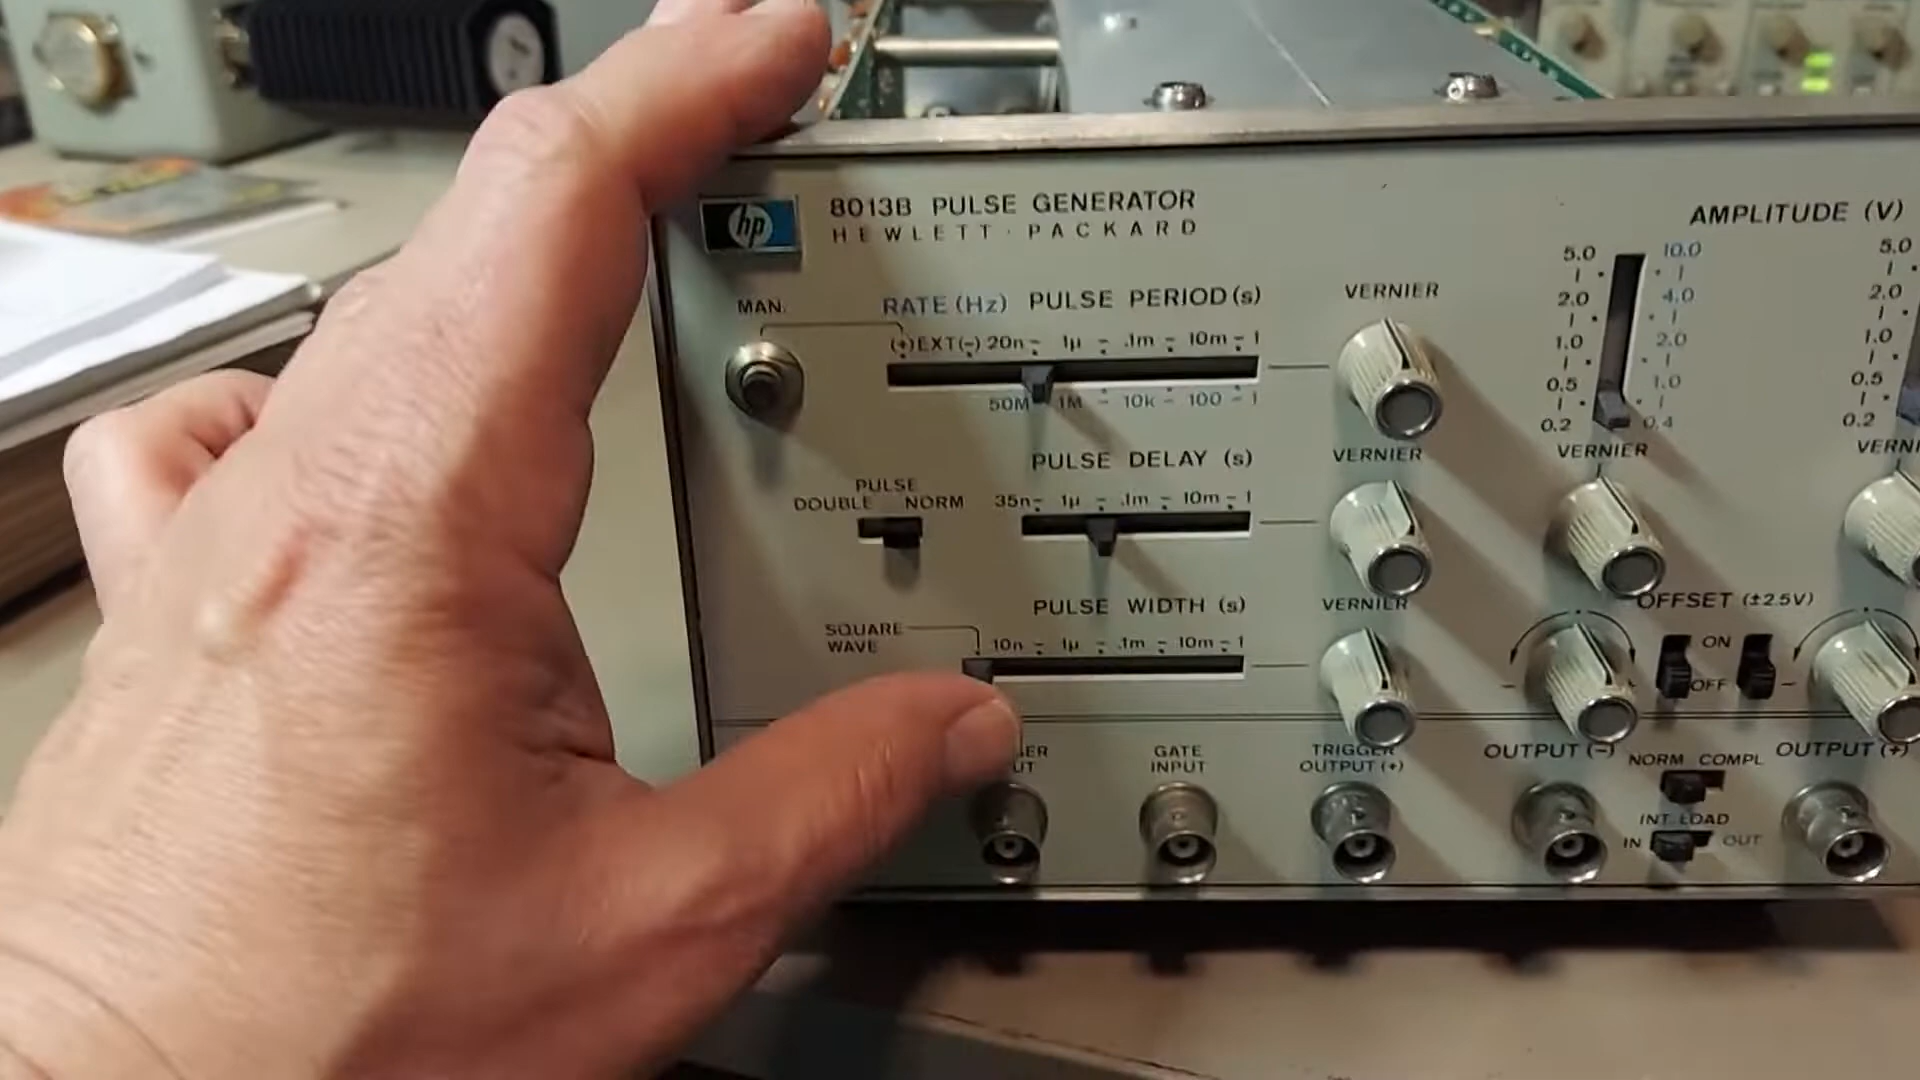 hp
8013B PULSE GENERATOR
HEWLETT·PACKARD
AMPLITUDE (V)
MAN.
RATE (Hz) PULSE PERIOD (s)
VERNIER
(+) EXT (-) 20n - 1µ - .1m - 10m - 1
50M 1M - 10k - 100 - 1
5.0 10.0
2.0 4.0
1.0 2.0
0.5 1.0
0.2 0.4
5.0
2.0
1.0
0.5
0.2
PULSE DELAY (s)
VERNIER
VERNIER
PULSE
DOUBLE NORM
35n - 1µ - .1m - 10m - 1
PULSE WIDTH (s)
VERNIER
OFFSET (±2.5V)
SQUARE
WAVE
10n - 1µ - .1m - 10m - 1
ON
OFF
- +
-
GATE
INPUT
TRIGGER
OUTPUT (+)
OUTPUT (-)
NORM COMPL
OUTPUT (+)
INT. LOAD
IN OUT